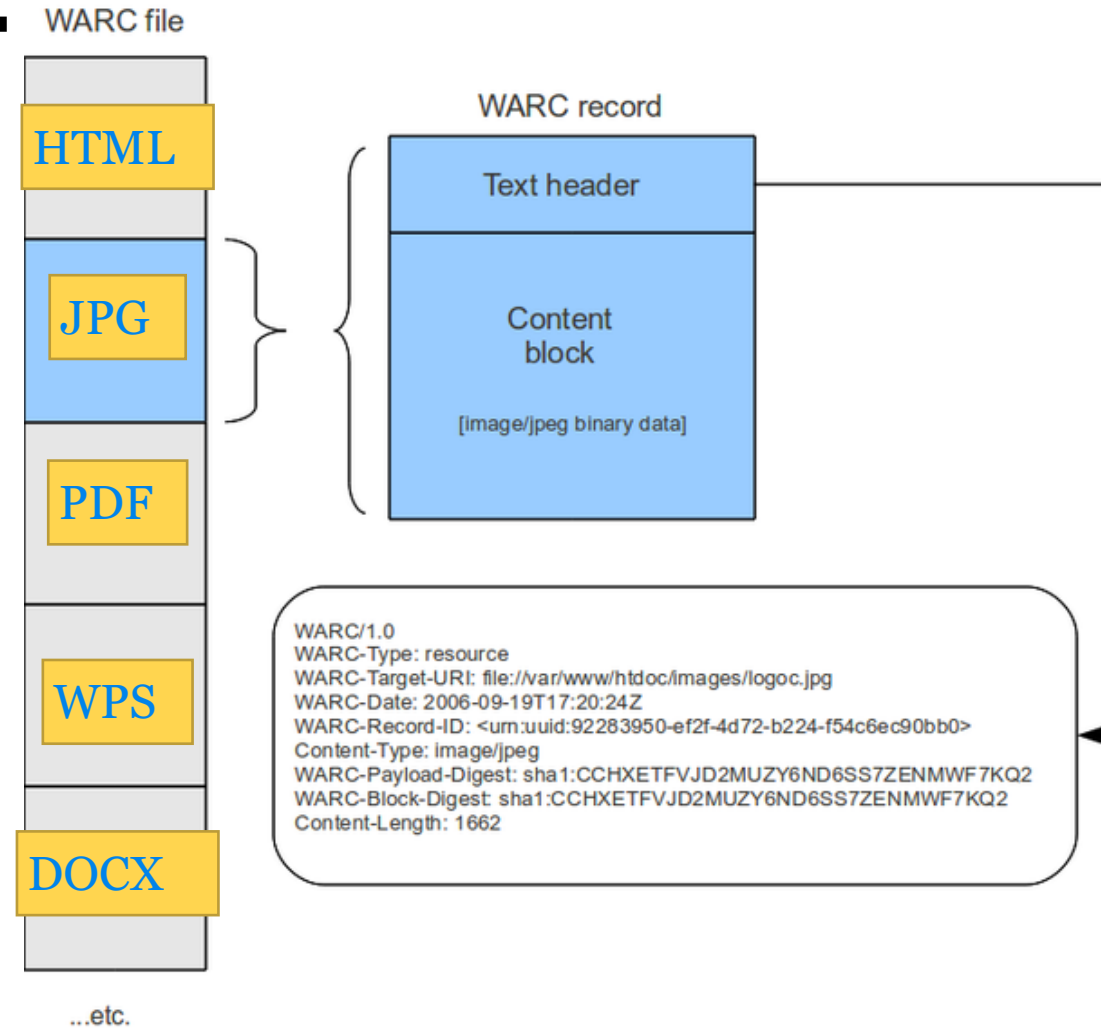 WARC file
HTML
JPG
PDF
WPS
DOCX
...etc.
WARC record
Text header
Content
block
[image/jpeg binary data]
WARC/1.0
WARC-Type: resource
WARC-Target-URI: file://var/www/htdoc/images/logoc.jpg
WARC-Date: 2006-09-19T17:20:24Z
WARC-Record-ID: <urn:uuid:92283950-ef2f-4d72-b224-f54c6ec90bb0>
Content-Type: image/jpeg
WARC-Payload-Digest: sha1:CCHXETFVJD2MUZY6ND6SS7ZENMWF7KQ2
WARC-Block-Digest: sha1:CCHXETFVJD2MUZY6ND6SS7ZENMWF7KQ2
Content-Length: 1662